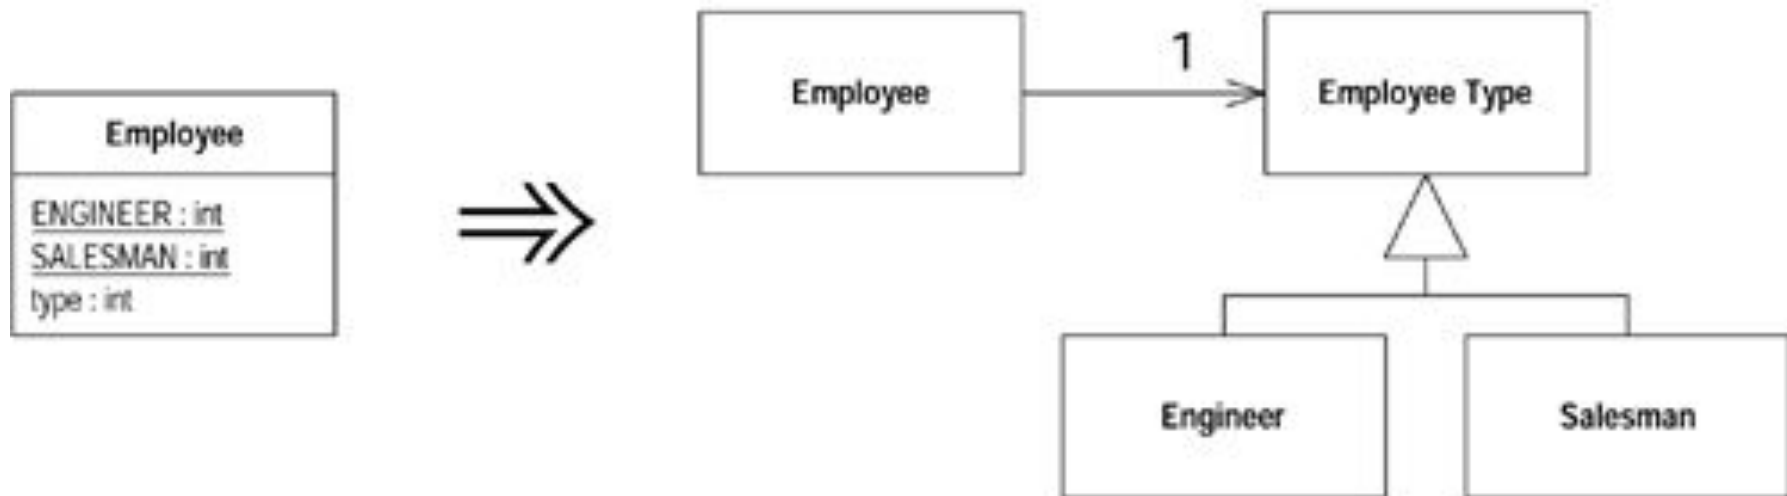 Employee
ENGINEER : int
SALESMAN : int
type : int
Employee
1
Employee Type
Engineer
Salesman